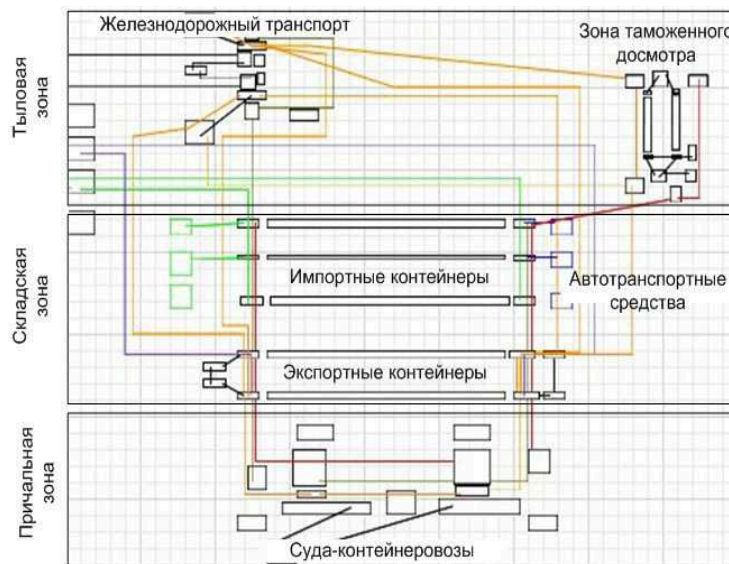 Железнодорожный транспорт
Зона таможенного
досмотра
Тыловая
зона
Складская
зона
Импортные контейнеры
Автотранспортные
средства
Экспортные контейнеры
Причальная
зона
Суда-контейнеровозы